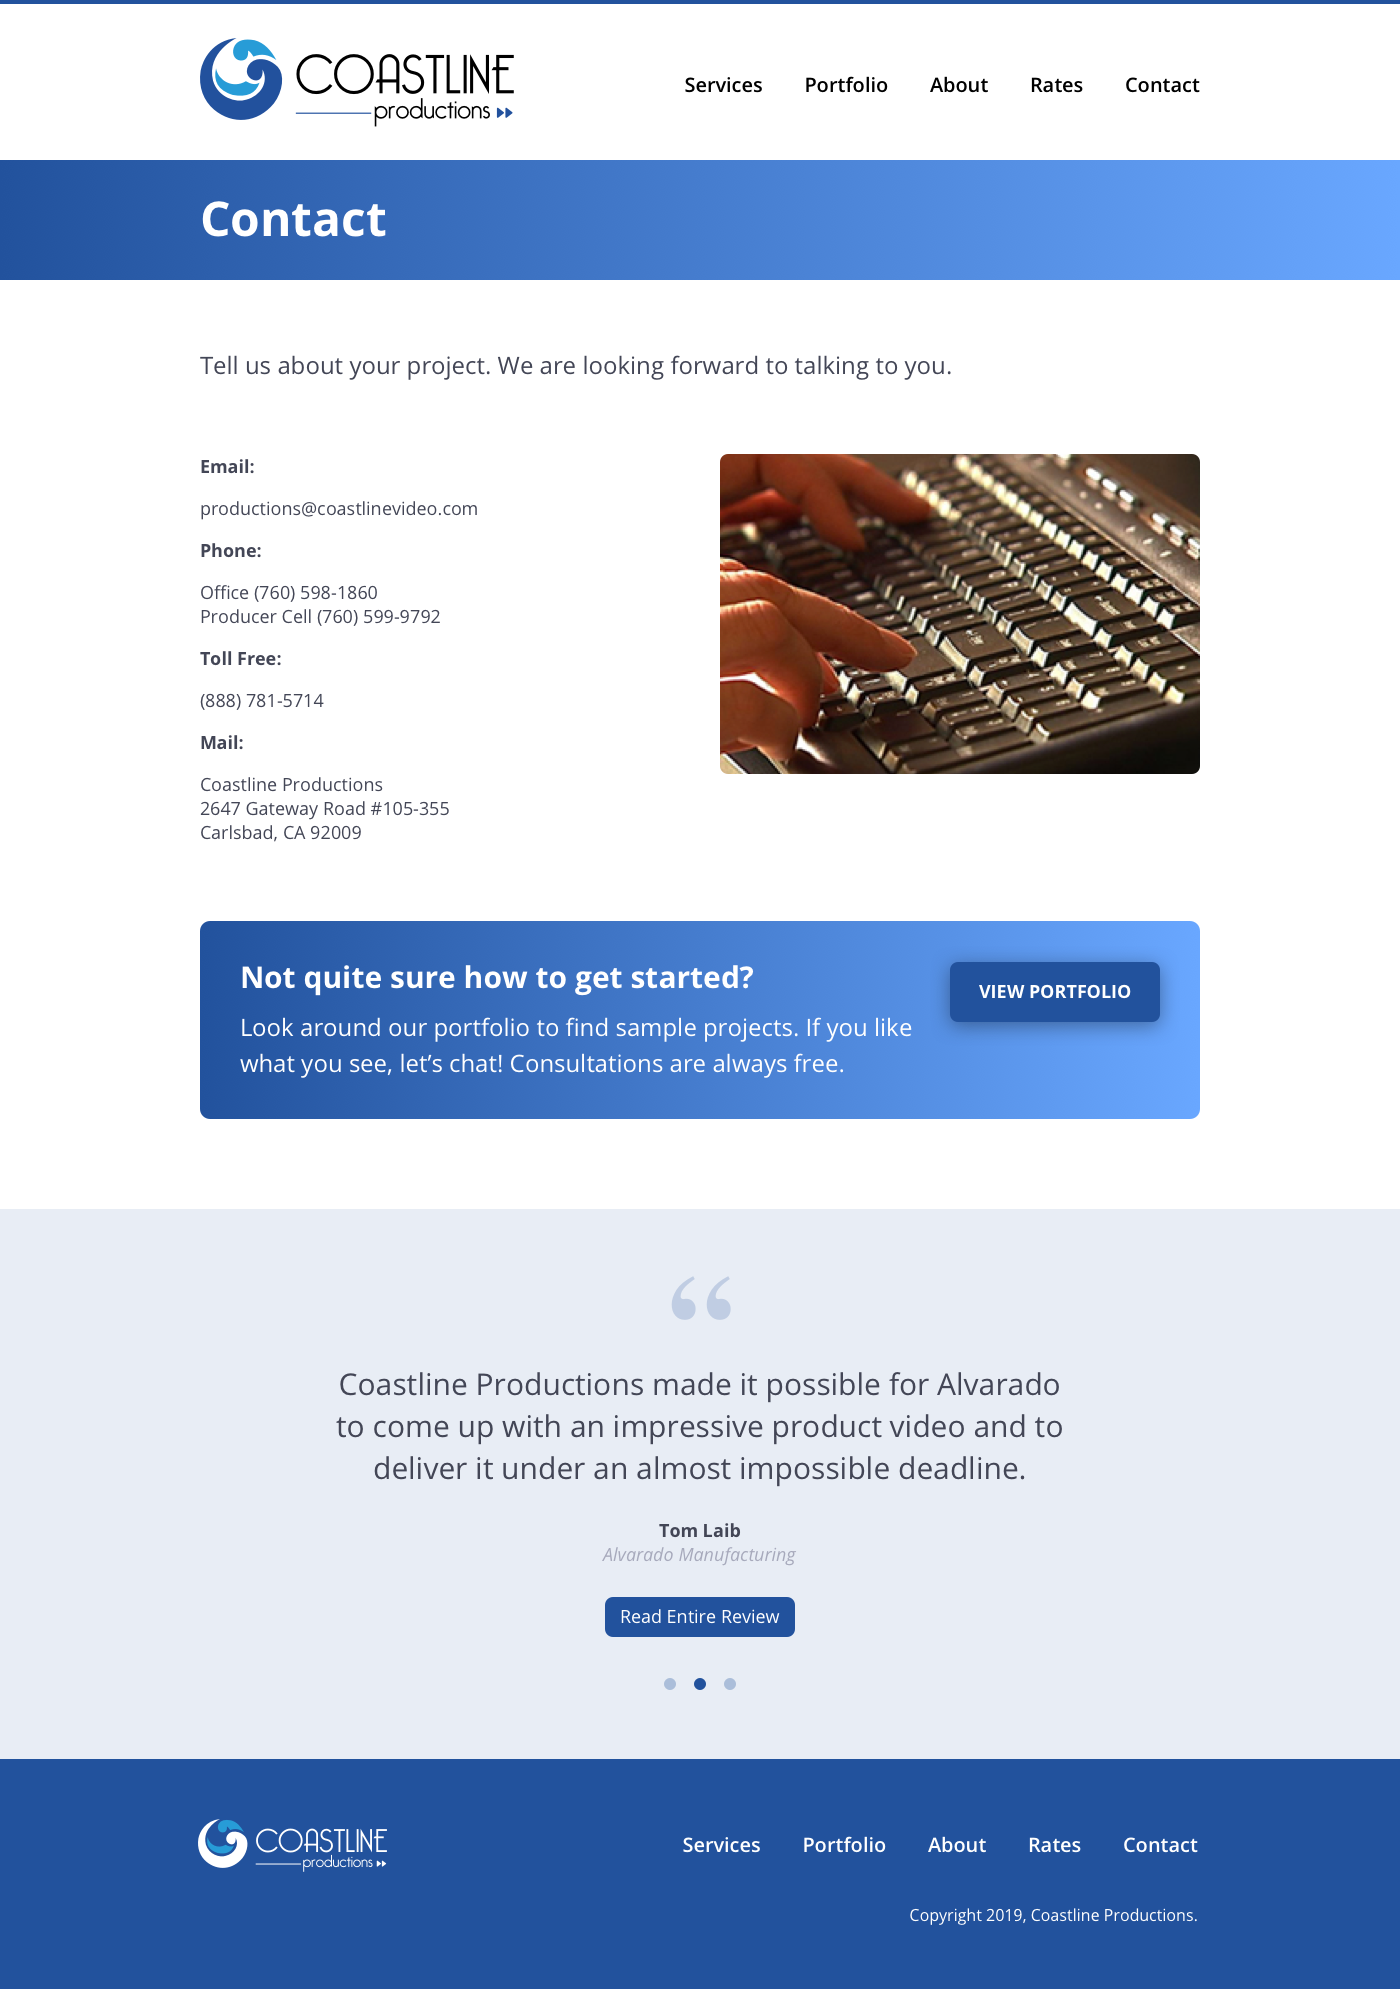 COASTLINE
productions
Services Portfolio About Rates Contact
Contact
Tell us about your project. We are looking forward to talking to you.
Email:
productions@coastlinevideo.com
Phone:
Office (760) 598-1860
Producer Cell (760) 599-9792
Toll Free:
(888) 781-5714
Mail:
Coastline Productions
2647 Gateway Road #105-355
Carlsbad, CA 92009
Not quite sure how to get started?
Look around our portfolio to find sample projects. If you like
what you see, let’s chat! Consultations are always free.
VIEW PORTFOLIO
“
Coastline Productions made it possible for Alvarado
to come up with an impressive product video and to
deliver it under an almost impossible deadline.
Tom Laib
Alvarado Manufacturing
Read Entire Review
COASTLINE
productions
Services Portfolio About Rates Contact
Copyright 2019, Coastline Productions.